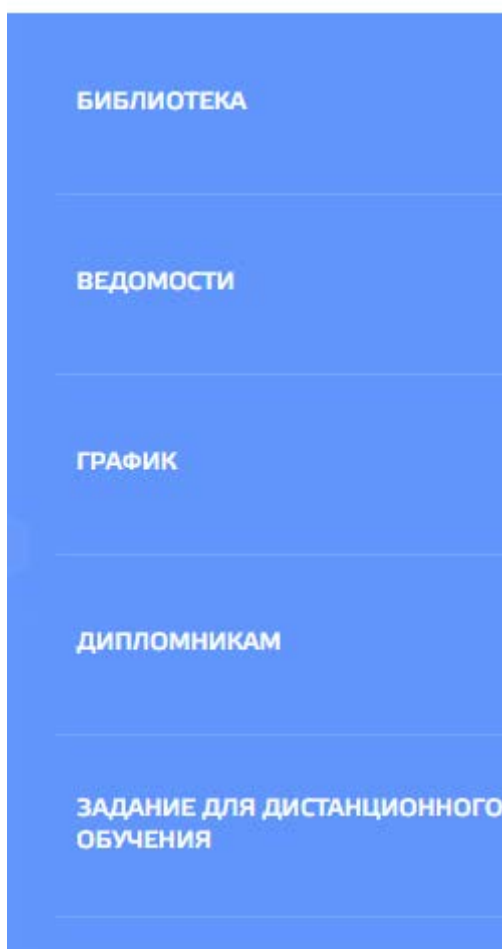 БИБЛИОТЕКА
ВЕДОМОСТИ
ГРАФИК
ДИПЛОМНИКАМ
ЗАДАНИЕ ДЛЯ ДИСТАНЦИОННОГО
ОБУЧЕНИЯ